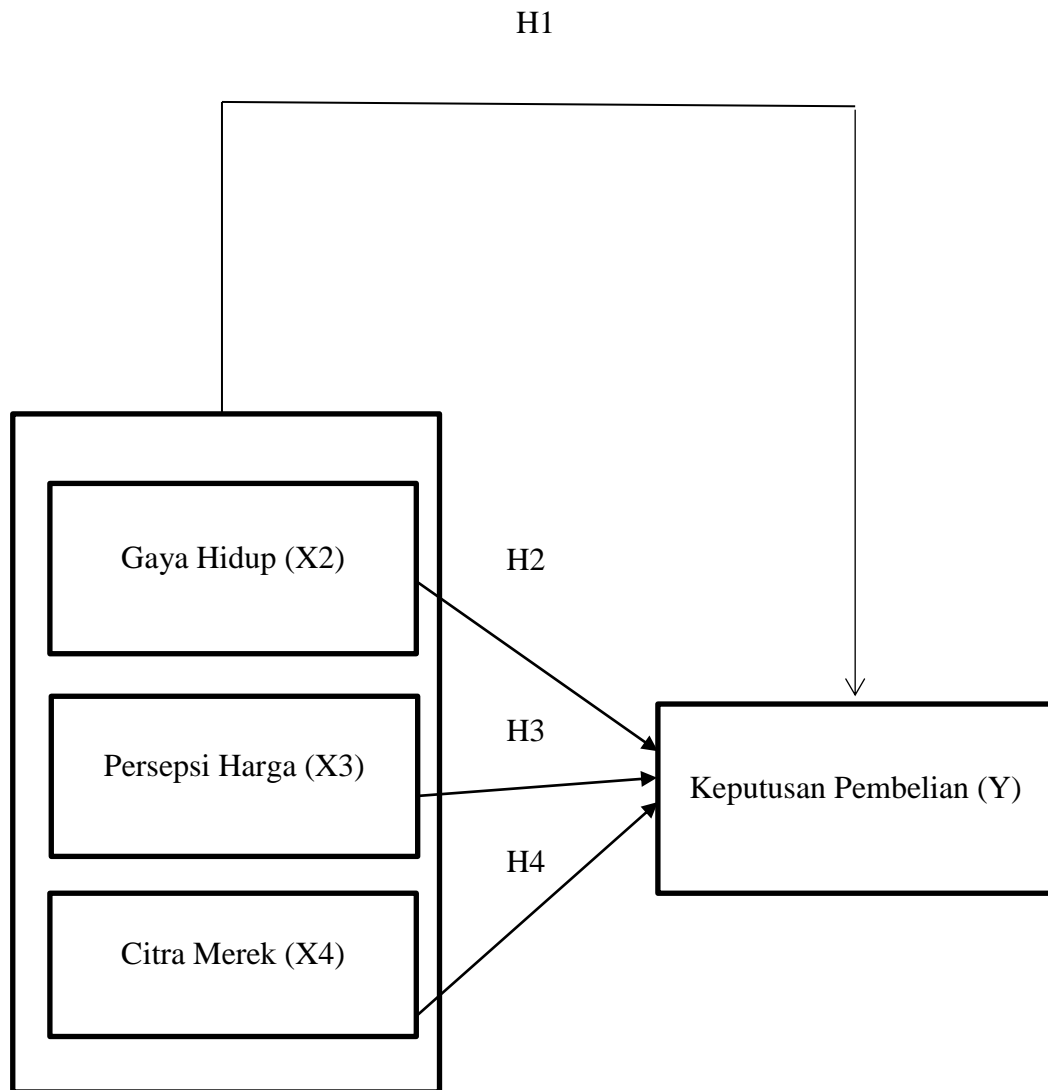 H1
Gaya Hidup (X2)
H2
H3
Persepsi Harga (X3)
Keputusan Pembelian (Y)
H4
Citra Merek (X4)